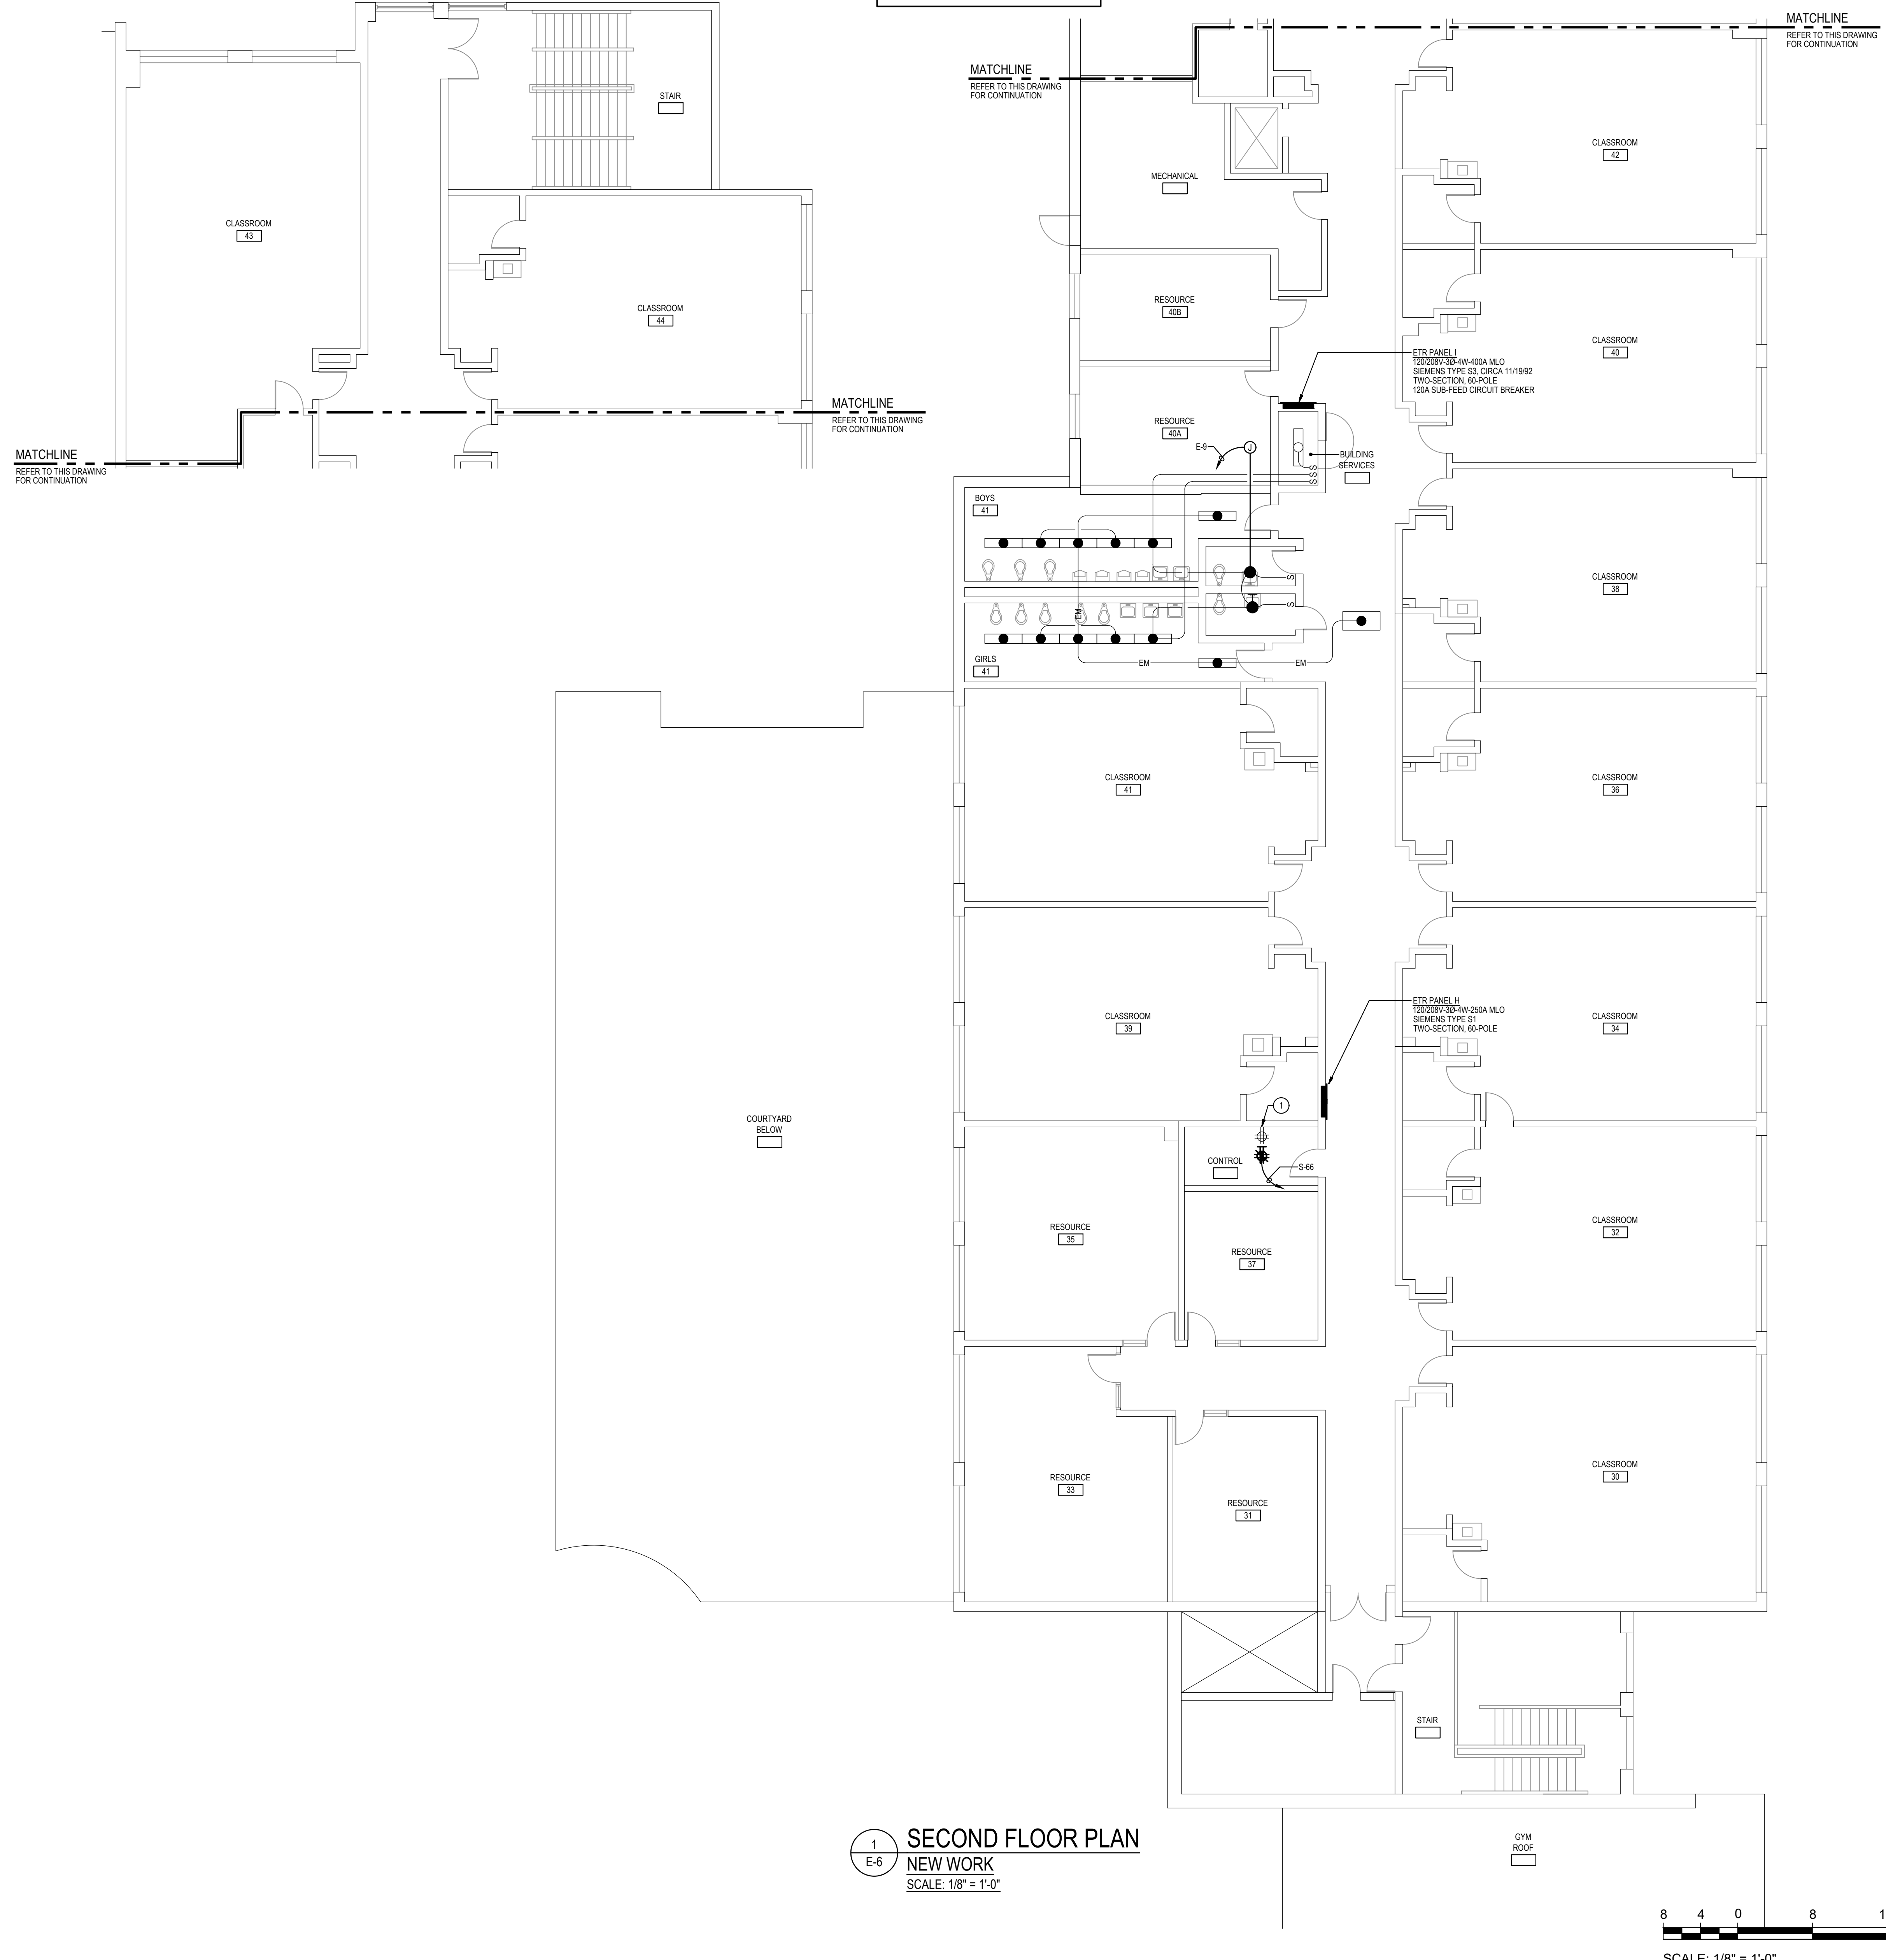 MATCHLINE
REFER TO THIS DRAWING
FOR CONTINUATION
MATCHLINE
REFER TO THIS DRAWING
FOR CONTINUATION
STAIR
CLASSROOM
42
MECHANICAL
CLASSROOM
43
CLASSROOM
44
RESOURCE
40B
CLASSROOM
40
ETR PANEL I
120/208V-3Ø-4W-400A MLO
SIEMENS TYPE S3, CIRCA 11/19/92
TWO-SECTION, 60-POLE
120A SUB-FEED CIRCUIT BREAKER
MATCHLINE
REFER TO THIS DRAWING
FOR CONTINUATION
RESOURCE
40A
MATCHLINE
REFER TO THIS DRAWING
FOR CONTINUATION
E-9
J
BUILDING
SERVICES
S
S
S
BOYS
41
S
S
CLASSROOM
38
EM
GIRLS
41
EM
EM
CLASSROOM
41
CLASSROOM
36
ETR PANEL H
120/208V-3Ø-4W-250A MLO
SIEMENS TYPE S1
TWO-SECTION, 60-POLE
CLASSROOM
39
CLASSROOM
34
1
COURTYARD
BELOW
CONTROL
S-66
RESOURCE
35
CLASSROOM
32
RESOURCE
37
RESOURCE
33
CLASSROOM
30
RESOURCE
31
STAIR
1
E-6
SECOND FLOOR PLAN
NEW WORK
SCALE: 1/8" = 1'-0"
GYM
ROOF
8 4 0 8
SCALE: 1/8" = 1'-0"